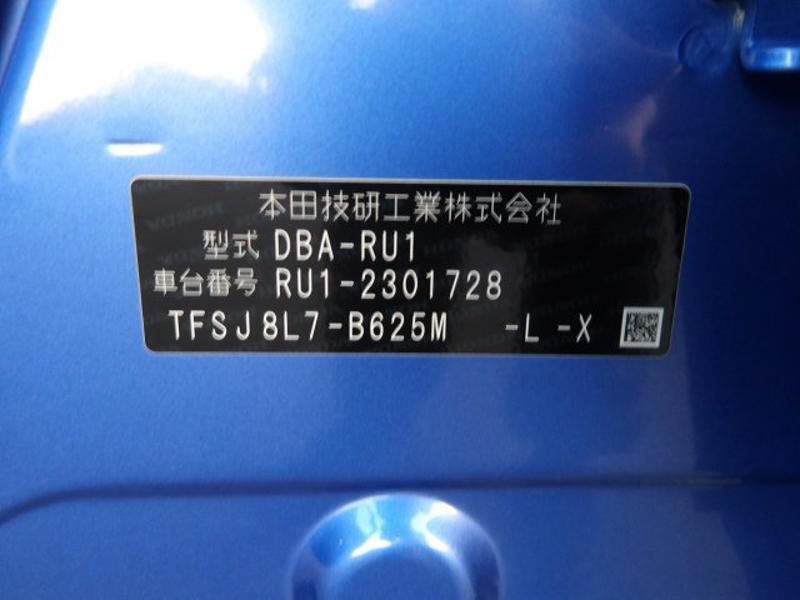 本田技研工業株式会社
型式 DBA-RU1
車台番号 RU1-2301728
TFSJ8L7-B625M -L -X